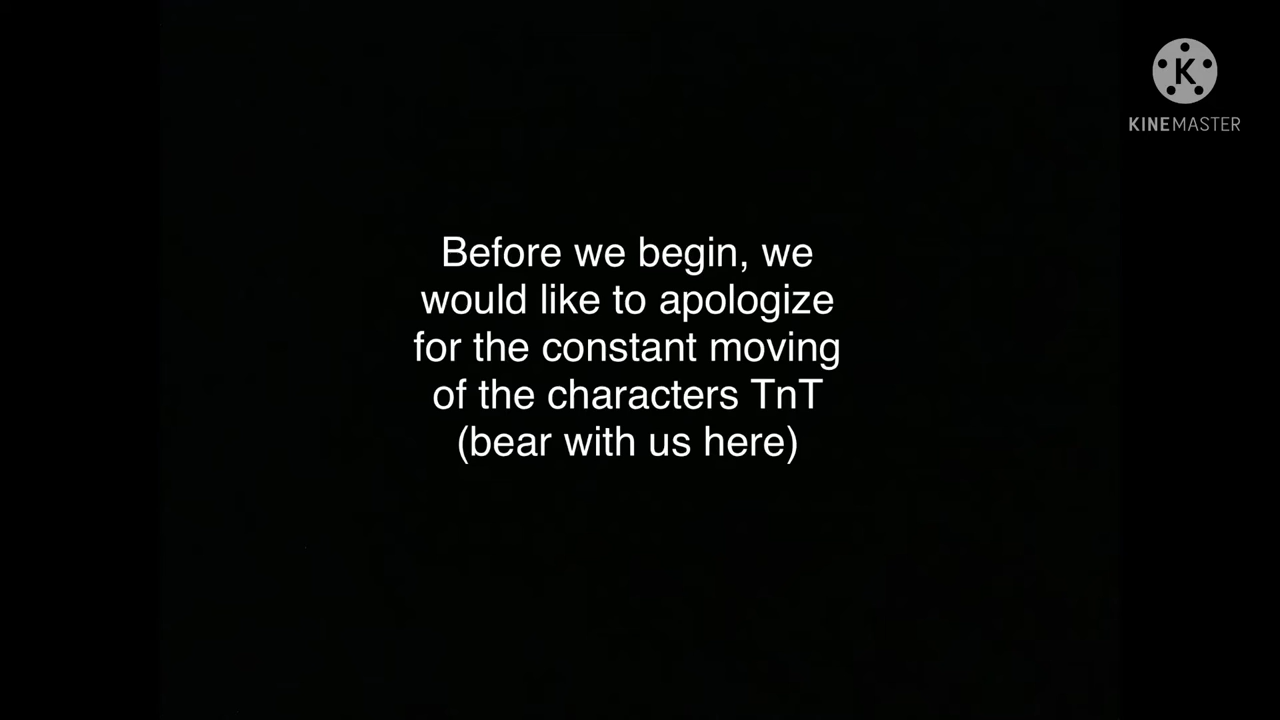 K
KINEMASTER
Before we begin, we
would like to apologize
for the constant moving
of the characters TnT
(bear with us here)